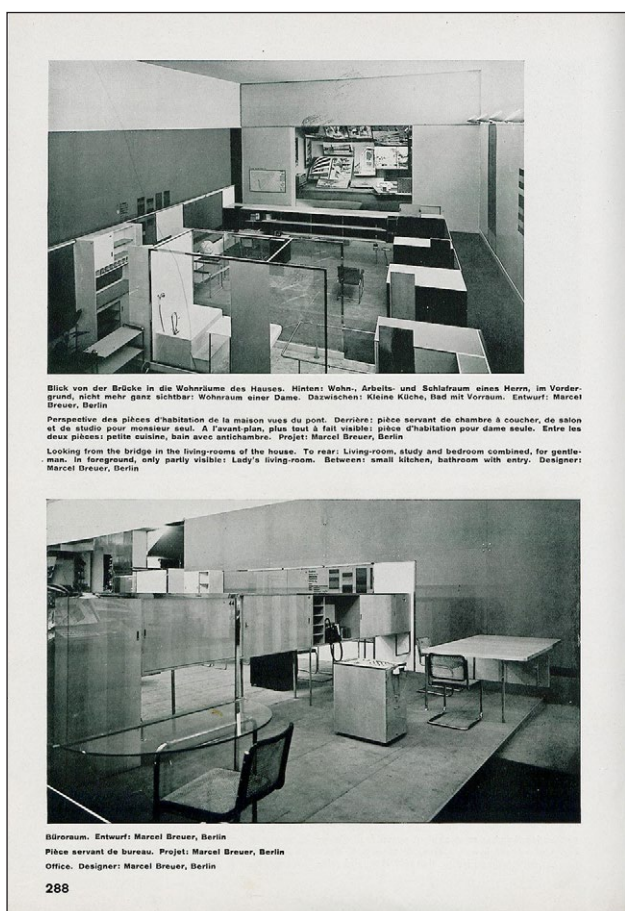 Blick von der Brücke in die Wohnräume des Hauses. Hinten: Wohn-, Arbeits- und Schlafraum eines Herrn, im Vorder-
grund, nicht mehr ganz sichtbar: Wohnraum einer Dame. Dazwischen: Kleine Küche, Bad mit Vorraum. Entwurf: Marcel
Breuer, Berlin
Perspective des pièces d'habitation de la maison vues du pont. Derrière: pièce servant de chambre à coucher, de salon
et de studio pour monsieur seul. A l'avant-plan, plus tout à fait visible: pièce d'habitation pour dame seule. Entre les
deux pièces: petite cuisine, bain avec antichambre. Projet: Marcel Breuer, Berlin
Looking from the bridge in the living-rooms of the house. To rear: Living-room, study and bedroom combined, for gentle-
man. In foreground, only partly visible: Lady's living-room. Between: small kitchen, bathroom with entry. Designer:
Marcel Breuer, Berlin
Büroraum. Entwurf: Marcel Breuer, Berlin
Pièce servant de bureau. Projet: Marcel Breuer, Berlin
Office. Designer: Marcel Breuer, Berlin
288